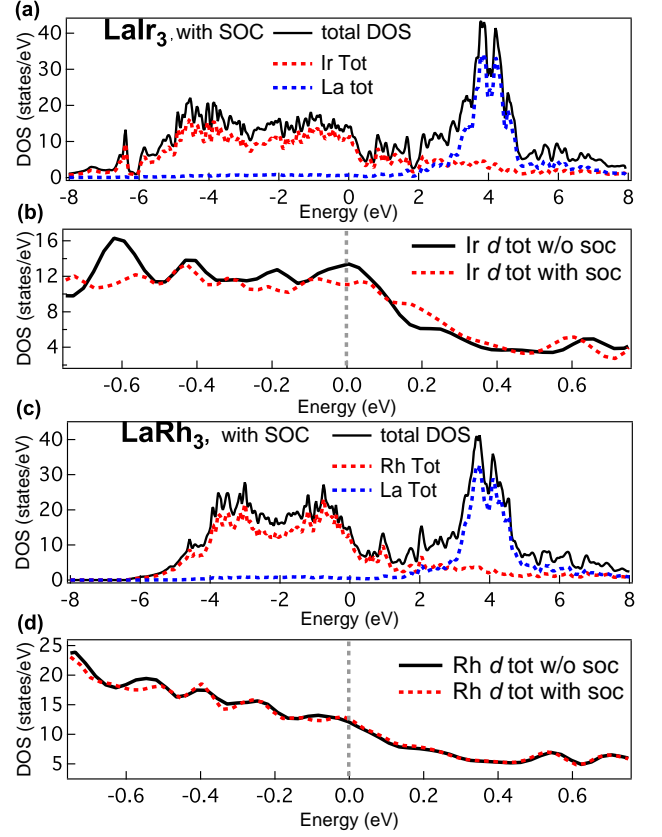 (a)
LaIr3, with SOC
total DOS
Ir Tot
La tot
DOS (states/eV)
40
30
20
10
0
-8 -6 -4 -2 0 2 4 6 8
Energy (eV)
(b)
Ir d tot w/o soc
Ir d tot with soc
DOS (states/eV)
16
12
8
4
-0.6 -0.4 -0.2 0.0 0.2 0.4 0.6
Energy (eV)
(c)
LaRh3, with SOC
total DOS
Rh Tot
La Tot
DOS (states/eV)
40
30
20
10
0
-8 -6 -4 -2 0 2 4 6 8
Energy (eV)
(d)
Rh d tot w/o soc
Rh d tot with soc
DOS (states/eV)
25
20
15
10
5
-0.6 -0.4 -0.2 0.0 0.2 0.4 0.6
Energy (eV)